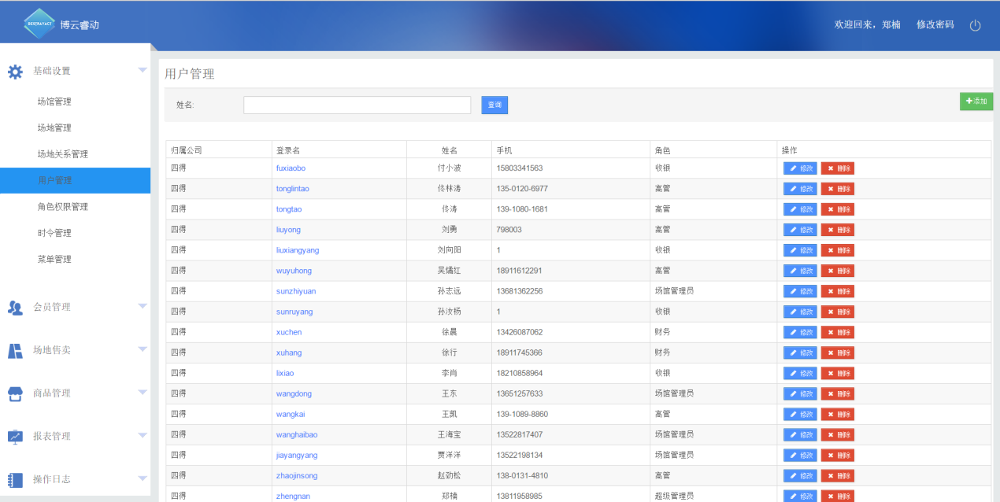 DESTRAYACT
博云睿动
欢迎回来，郑楠 修改密码
基础设置
场馆管理
场地管理
场地关系管理
用户管理
角色权限管理
时令管理
菜单管理
会员管理
场地售卖
商品管理
报表管理
操作日志
用户管理
姓名: 查询 添加
归属公司 登录名 姓名 手机 角色 操作
四得 fuxiaobo 付小波 15803341563 收银 修改 删除
四得 tonglintao 佟林涛 135-0120-6977 高管 修改 删除
四得 tongtao 佟涛 139-1080-1681 高管 修改 删除
四得 liuyong 刘勇 798003 高管 修改 删除
四得 liuxiangyang 刘向阳 1 收银 修改 删除
四得 wuyuhong 吴燏红 18911612291 高管 修改 删除
四得 sunzhiyuan 孙志远 13681362256 场馆管理员 修改 删除
四得 sunruyang 孙汝杨 1 收银 修改 删除
四得 xuchen 徐晨 13426087062 财务 修改 删除
四得 xuhang 徐行 18911745366 财务 修改 删除
四得 lixiao 李肖 18210858964 收银 修改 删除
四得 wangdong 王东 13651257633 场馆管理员 修改 删除
四得 wangkai 王凯 139-1089-8860 高管 修改 删除
四得 wanghaibao 王海宝 13522817407 场馆管理员 修改 删除
四得 jiayangyang 贾洋洋 13522198134 场馆管理员 修改 删除
四得 zhaojinsong 赵劲松 138-0131-4810 高管 修改 删除
四得 zhengnan 郑楠 13811958985 超级管理员 修改 删除